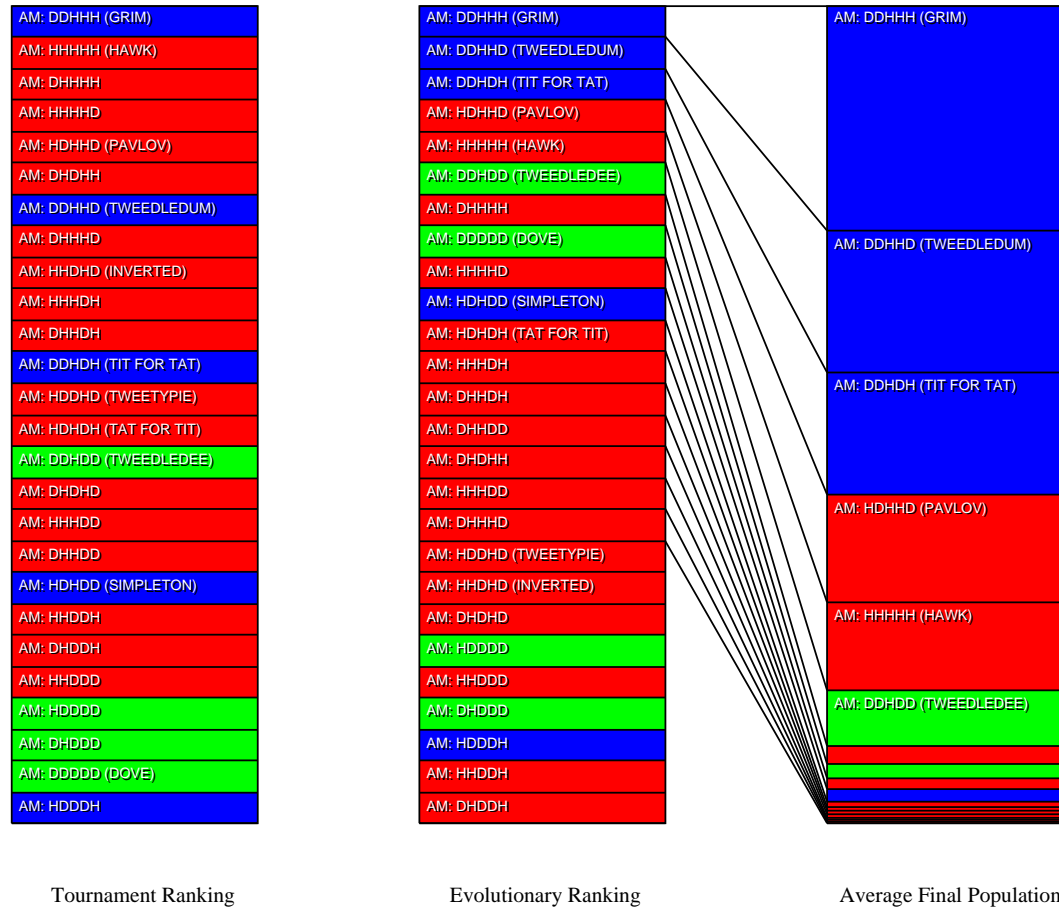 AM: DDHHH (GRIM)
AM: HHHHH (HAWK)
AM: DHHHH
AM: HHHHD
AM: HDHHD (PAVLOV)
AM: DHDHH
AM: DDHHD (TWEEDLEDUM)
AM: DHHHD
AM: HHDHD (INVERTED)
AM: HHHDH
AM: DHHDH
AM: DDHDH (TIT FOR TAT)
AM: HDDHD (TWEETYPIE)
AM: HDHDH (TAT FOR TIT)
AM: DDHDD (TWEEDLEDEE)
AM: DHDHD
AM: HHHDD
AM: DHHDD
AM: HDHDD (SIMPLETON)
AM: HHDDH
AM: DHDDH
AM: HHDDD
AM: HDDDD
AM: DHDDD
AM: DDDDD (DOVE)
AM: HDDDH
Tournament Ranking
AM: DDHHH (GRIM)
AM: DDHHD (TWEEDLEDUM)
AM: DDHDH (TIT FOR TAT)
AM: HDHHD (PAVLOV)
AM: HHHHH (HAWK)
AM: DDHDD (TWEEDLEDEE)
AM: DHHHH
AM: DDDDD (DOVE)
AM: HHHHD
AM: HDHDD (SIMPLETON)
AM: HDHDH (TAT FOR TIT)
AM: HHHDH
AM: DHHDH
AM: DHHDD
AM: DHDHH
AM: HHHDD
AM: DHHHD
AM: HDDHD (TWEETYPIE)
AM: HHDHD (INVERTED)
AM: DHDHD
AM: HDDDD
AM: HHDDD
AM: DHDDD
AM: HDDDH
AM: HHDDH
AM: DHDDH
Evolutionary Ranking
AM: DDHHH (GRIM)
AM: DDHHD (TWEEDLEDUM)
AM: DDHDH (TIT FOR TAT)
AM: HDHHD (PAVLOV)
AM: HHHHH (HAWK)
AM: DDHDD (TWEEDLEDEE)
Average Final Population